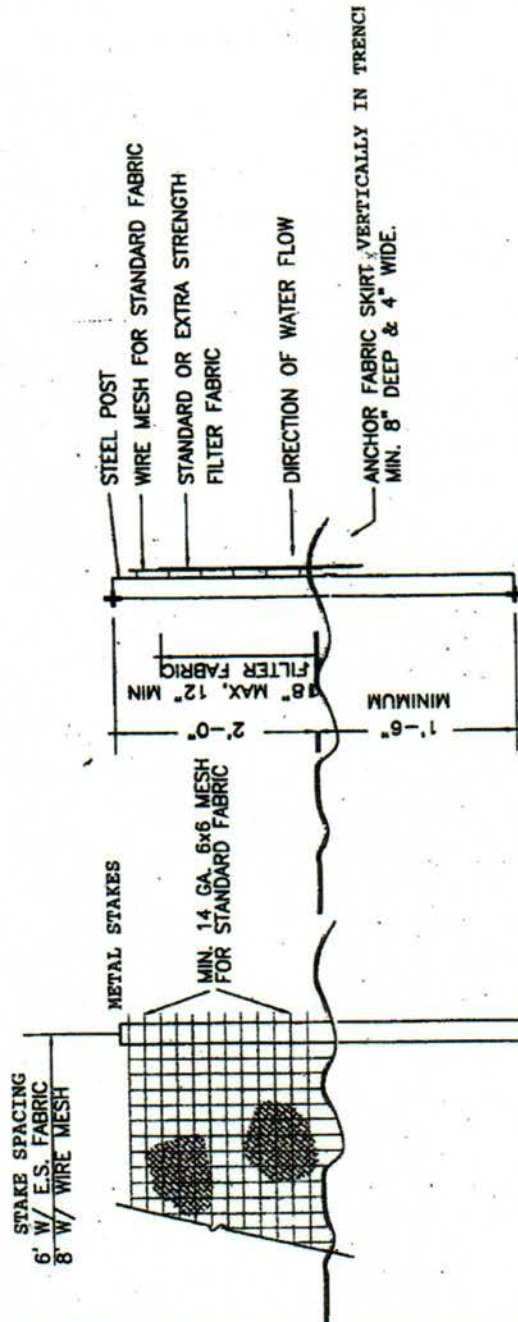 STAKE SPACING
6' W/ E.S. FABRIC
8' W/ WIRE MESH
METAL STAKES
MIN. 14 GA. 6x6 MESH
FOR STANDARD FABRIC
2'-0"
18" MAX, 12" MIN
FILTER FABRIC
1'-6"
MINIMUM
STEEL POST
WIRE MESH FOR STANDARD FABRIC
STANDARD OR EXTRA STRENGTH
FILTER FABRIC
DIRECTION OF WATER FLOW
ANCHOR FABRIC SKIRT VERTICALLY IN TRENC
MIN. 8" DEEP & 4" WIDE.